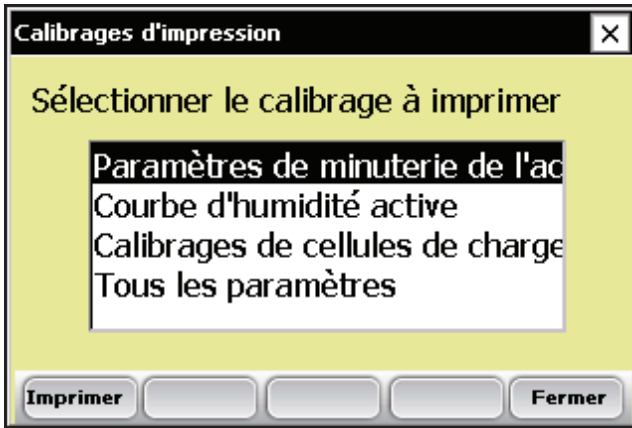 Calibrages d'impression
Sélectionner le calibrage à imprimer
Paramètres de minuterie de l'ac
Courbe d'humidité active
Calibrages de cellules de charge
Tous les paramètres
Imprimer
Fermer